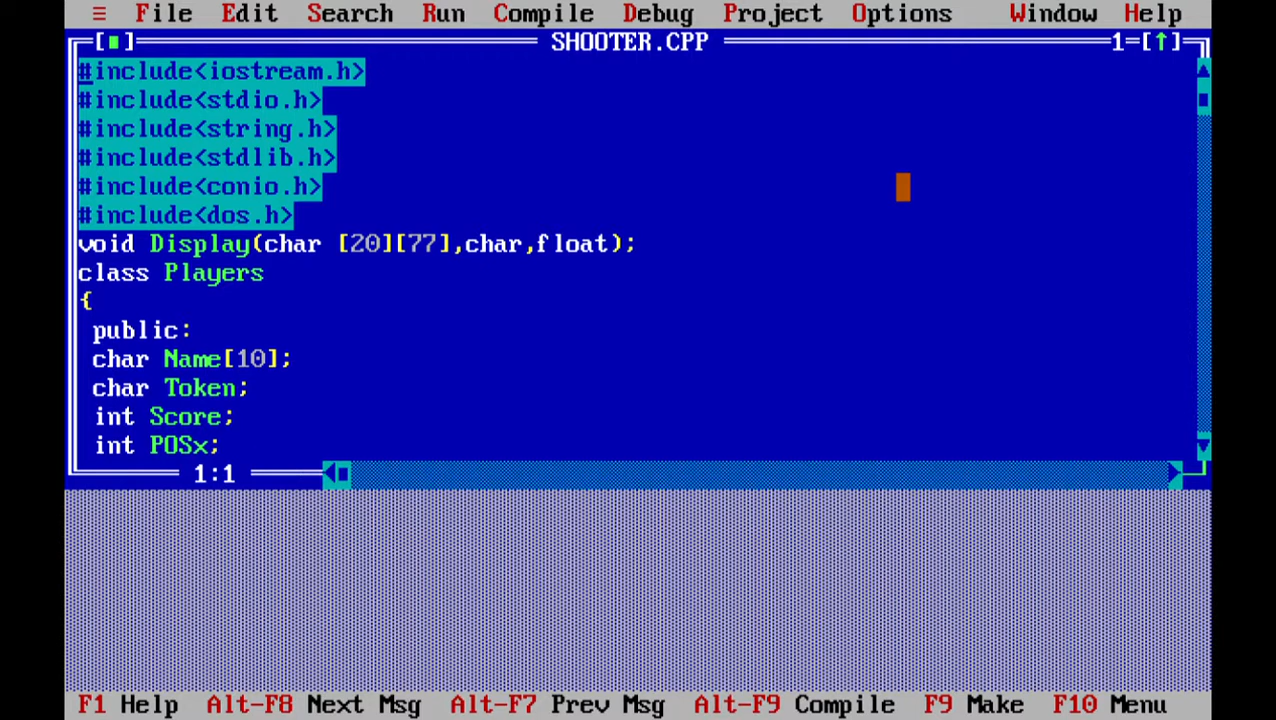 ≡ File Edit Search Run Compile Debug Project Options Window Help
[■] SHOOTER.CPP 1=[↑]
#include<iostream.h>
#include<stdio.h>
#include<string.h>
#include<stdlib.h>
#include<conio.h>
#include<dos.h>
void Display(char [20][77],char,float);
class Players
{
public:
char Name[10];
char Token;
int Score;
int POSx;
1:1
F1 Help Alt-F8 Next Msg Alt-F7 Prev Msg Alt-F9 Compile F9 Make F10 Menu